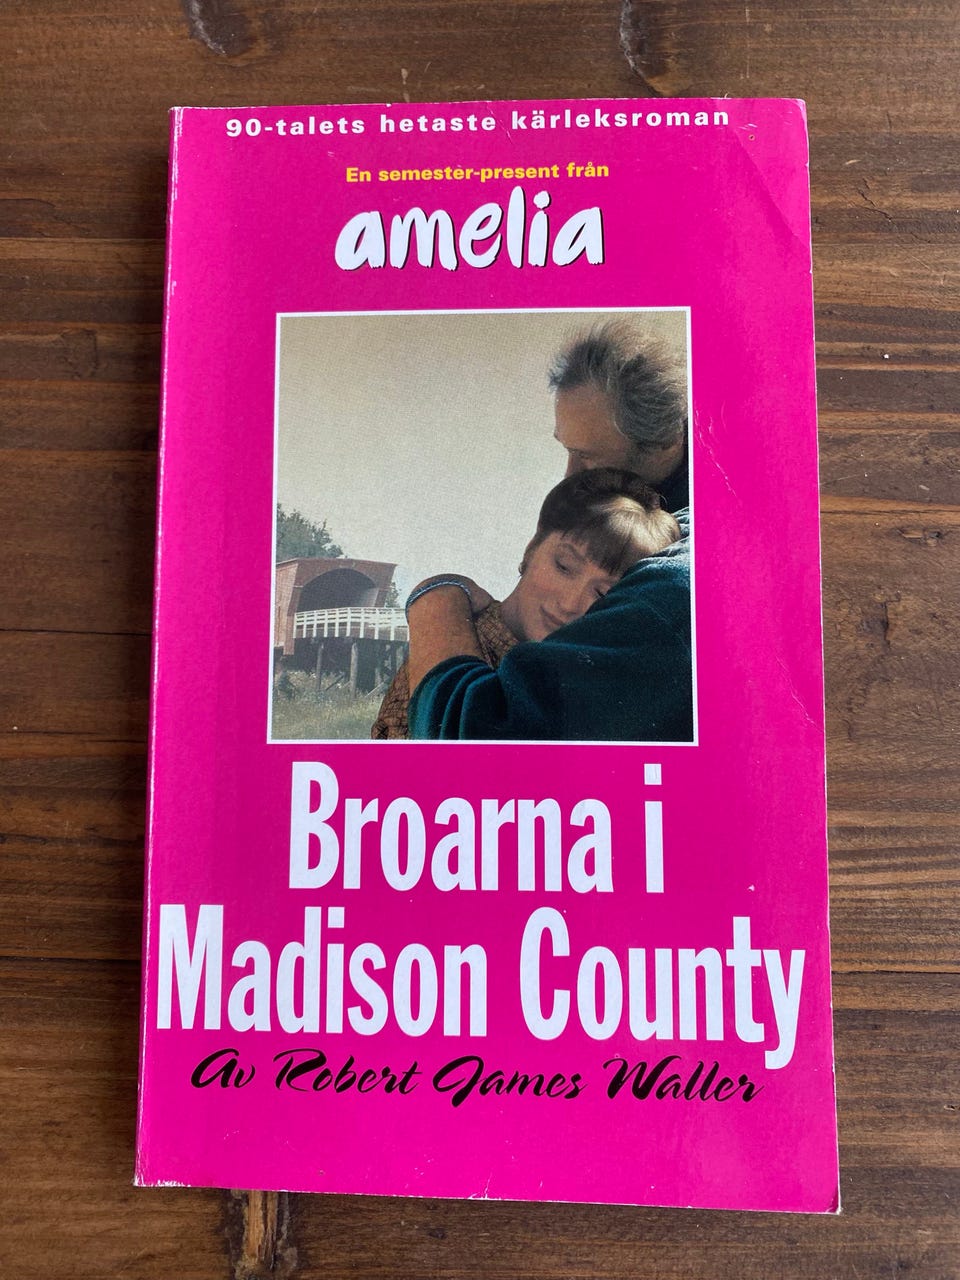 90-talets hetaste kärleksroman
En semester-present från
amelia
Broarna i
Madison County
Av Robert James Waller